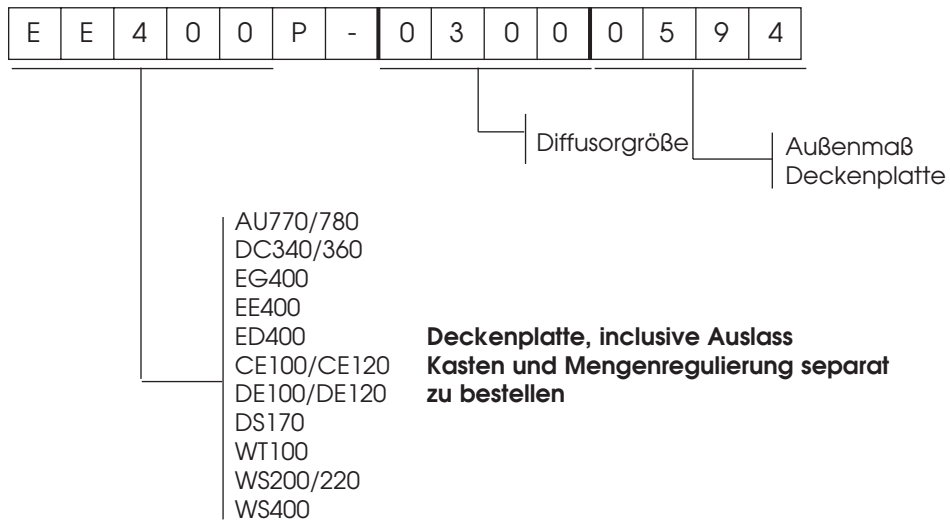 E E 4 0 0 P - 0 3 0 0 0 5 9 4
Diffusorgröße
Außenmaß
Deckenplatte
AU770/780
DC340/360
EG400
EE400
ED400
CE100/CE120
DE100/DE120
DS170
WT100
WS200/220
WS400
Deckenplatte, inclusive Auslass
Kasten und Mengenregulierung separat
zu bestellen